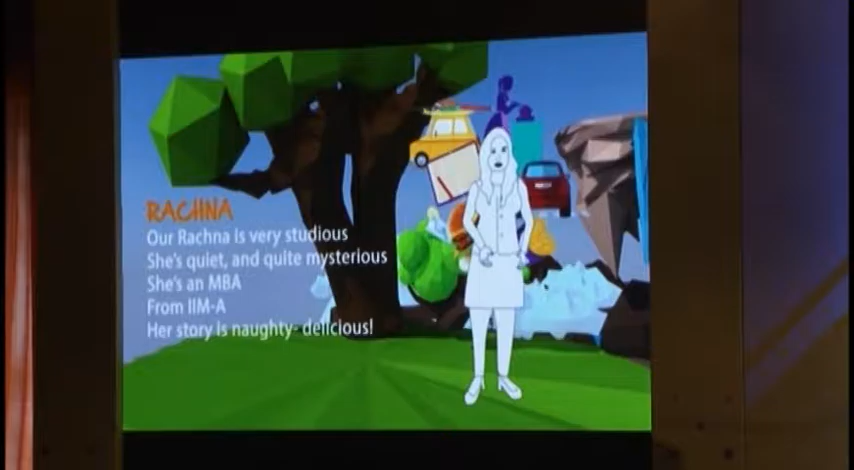 RACHNA
Our Rachna is very studious
She's quiet, and quite mysterious
She's an MBA
From IIM-A
Her story is naughty- delicious!